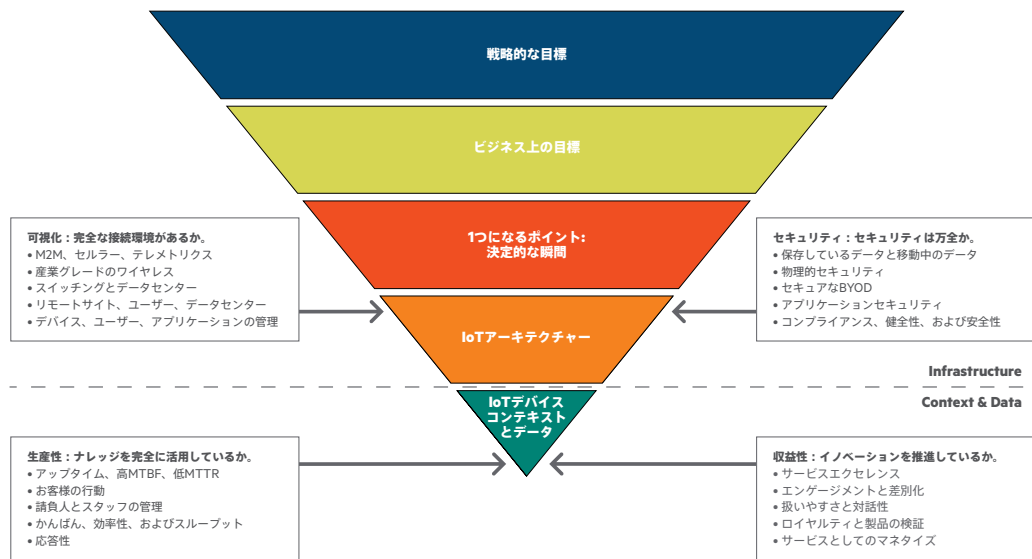 戦略的な目標
ビジネス上の目標
1つになるポイント:
決定的な瞬間
可視化：完全な接続環境があるか。
• M2M、セルラー、テレメトリクス
• 産業グレードのワイヤレス
• スイッチングとデータセンター
• リモートサイト、ユーザー、データセンター
• デバイス、ユーザー、アプリケーションの管理
セキュリティ：セキュリティは万全か。
• 保存しているデータと移動中のデータ
• 物理的セキュリティ
• セキュアなBYOD
• アプリケーションセキュリティ
• コンプライアンス、健全性、および安全性
IoTアーキテクチャー
Infrastructure
Context & Data
IoTデバイス
コンテキスト
とデータ
生産性：ナレッジを完全に活用しているか。
• アップタイム、高MTBF、低MTTR
• お客様の行動
• 請負人とスタッフの管理
• かんばん、効率性、およびスループット
• 応答性
収益性：イノベーションを推進しているか。
• サービスエクセレンス
• エンゲージメントと差別化
• 扱いやすさと対話性
• ロイヤルティと製品の検証
• サービスとしてのマネタイズ